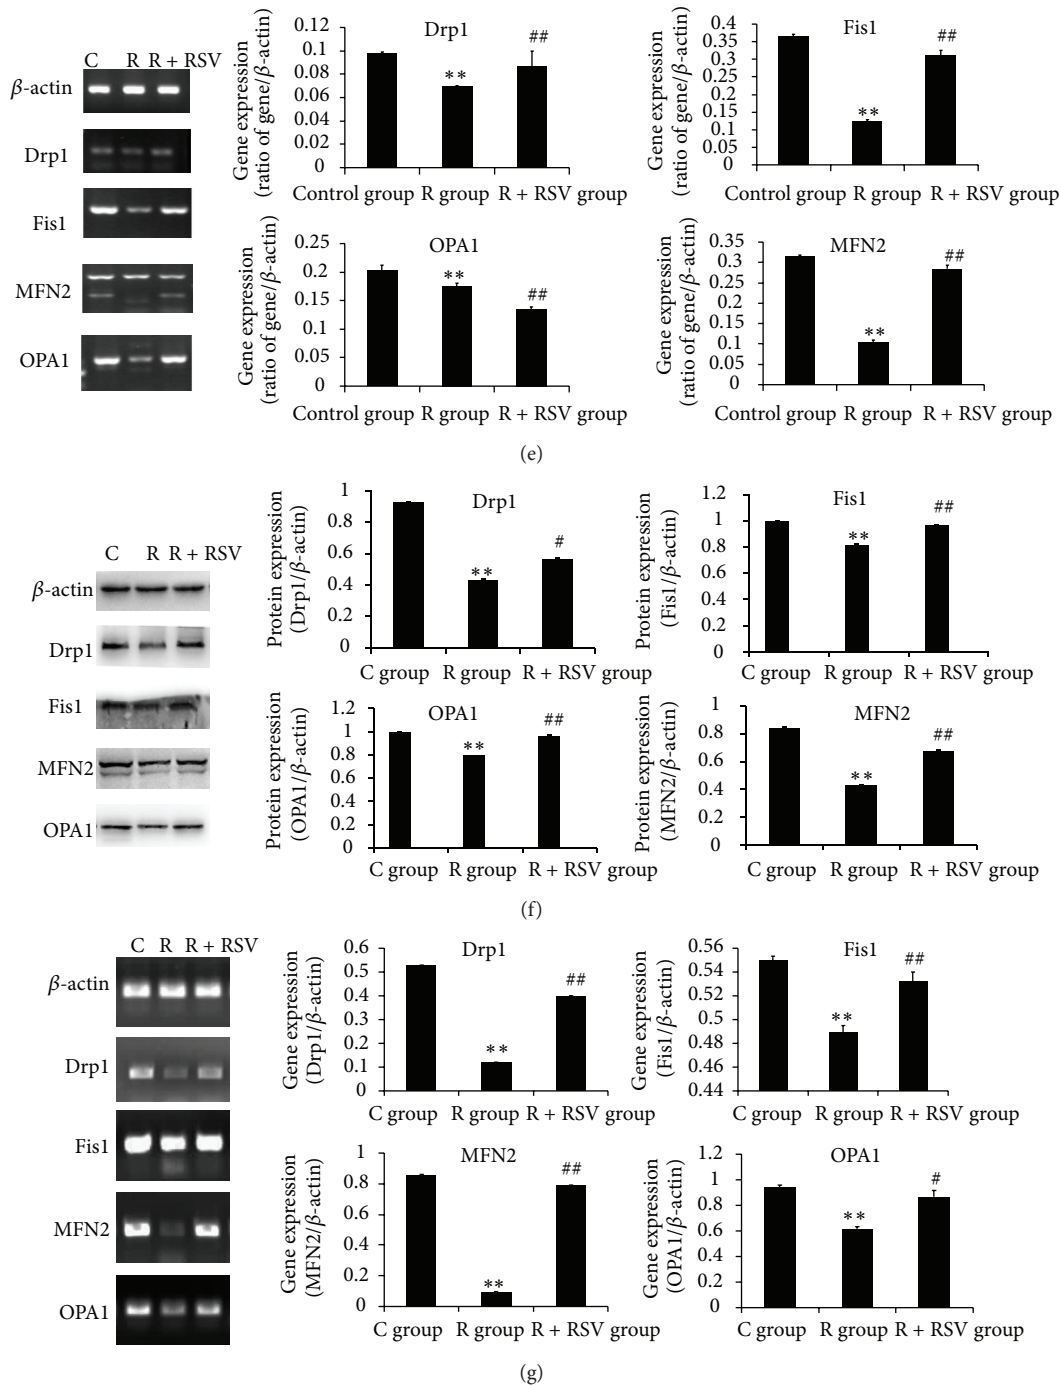 C R R + RSV
β-actin
Drp1
Fis1
MFN2
OPA1
Gene expression
(ratio of gene/β-actin)
0.12
0.1
0.08
0.06
0.04
0.02
0
Drp1
**
##
Control group R group R + RSV group
Gene expression
(ratio of gene/β-actin)
0.4
0.35
0.3
0.25
0.2
0.15
0.1
0.05
0
Fis1
**
##
Control group R group R + RSV group
Gene expression
(ratio of gene/β-actin)
0.25
0.2
0.15
0.1
0.05
0
OPA1
**
##
Control group R group R + RSV group
Gene expression
(ratio of gene/β-actin)
0.35
0.3
0.25
0.2
0.15
0.1
0.05
0
MFN2
**
##
Control group R group R + RSV group
(e)
C R R + RSV
β-actin
Drp1
Fis1
MFN2
OPA1
Protein expression
(Drp1/β-actin)
1
0.8
0.6
0.4
0.2
0
Drp1
**
#
C group R group R + RSV group
Protein expression
(Fis1/β-actin)
1.2
1
0.8
0.6
0.4
0.2
0
Fis1
**
##
C group R group R + RSV group
Protein expression
(OPA1/β-actin)
1.2
1
0.8
0.6
0.4
0.2
0
OPA1
**
##
C group R group R + RSV group
Protein expression
(MFN2/β-actin)
1
0.8
0.6
0.4
0.2
0
MFN2
**
##
C group R group R + RSV group
(f)
C R R + RSV
β-actin
Drp1
Fis1
MFN2
OPA1
Gene expression
(Drp1/β-actin)
0.6
0.5
0.4
0.3
0.2
0.1
0
Drp1
**
##
C group R group R + RSV group
Gene expression
(Fis1/β-actin)
0.56
0.54
0.52
0.5
0.48
0.46
0.44
Fis1
**
##
C group R group R + RSV group
Gene expression
(MFN2/β-actin)
1
0.8
0.6
0.4
0.2
0
MFN2
**
##
C group R group R + RSV group
Gene expression
(OPA1/β-actin)
1.2
1
0.8
0.6
0.4
0.2
0
OPA1
**
#
C group R group R + RSV group
(g)